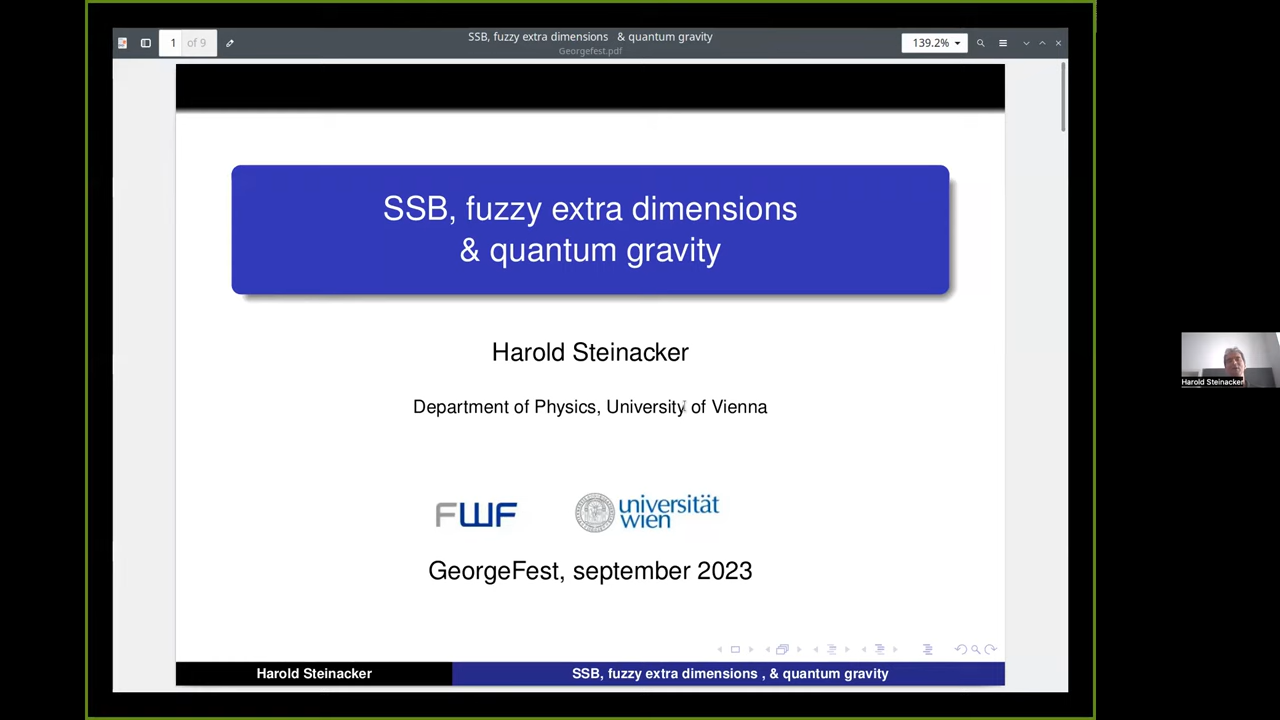 1 of 9
SSB, fuzzy extra dimensions & quantum gravity
Georgefest.pdf
139.2%
SSB, fuzzy extra dimensions
& quantum gravity
Harold Steinacker
Department of Physics, University of Vienna
FWF
universität
wien
GeorgeFest, september 2023
Harold Steinacker
SSB, fuzzy extra dimensions , & quantum gravity
Harold Steinacker